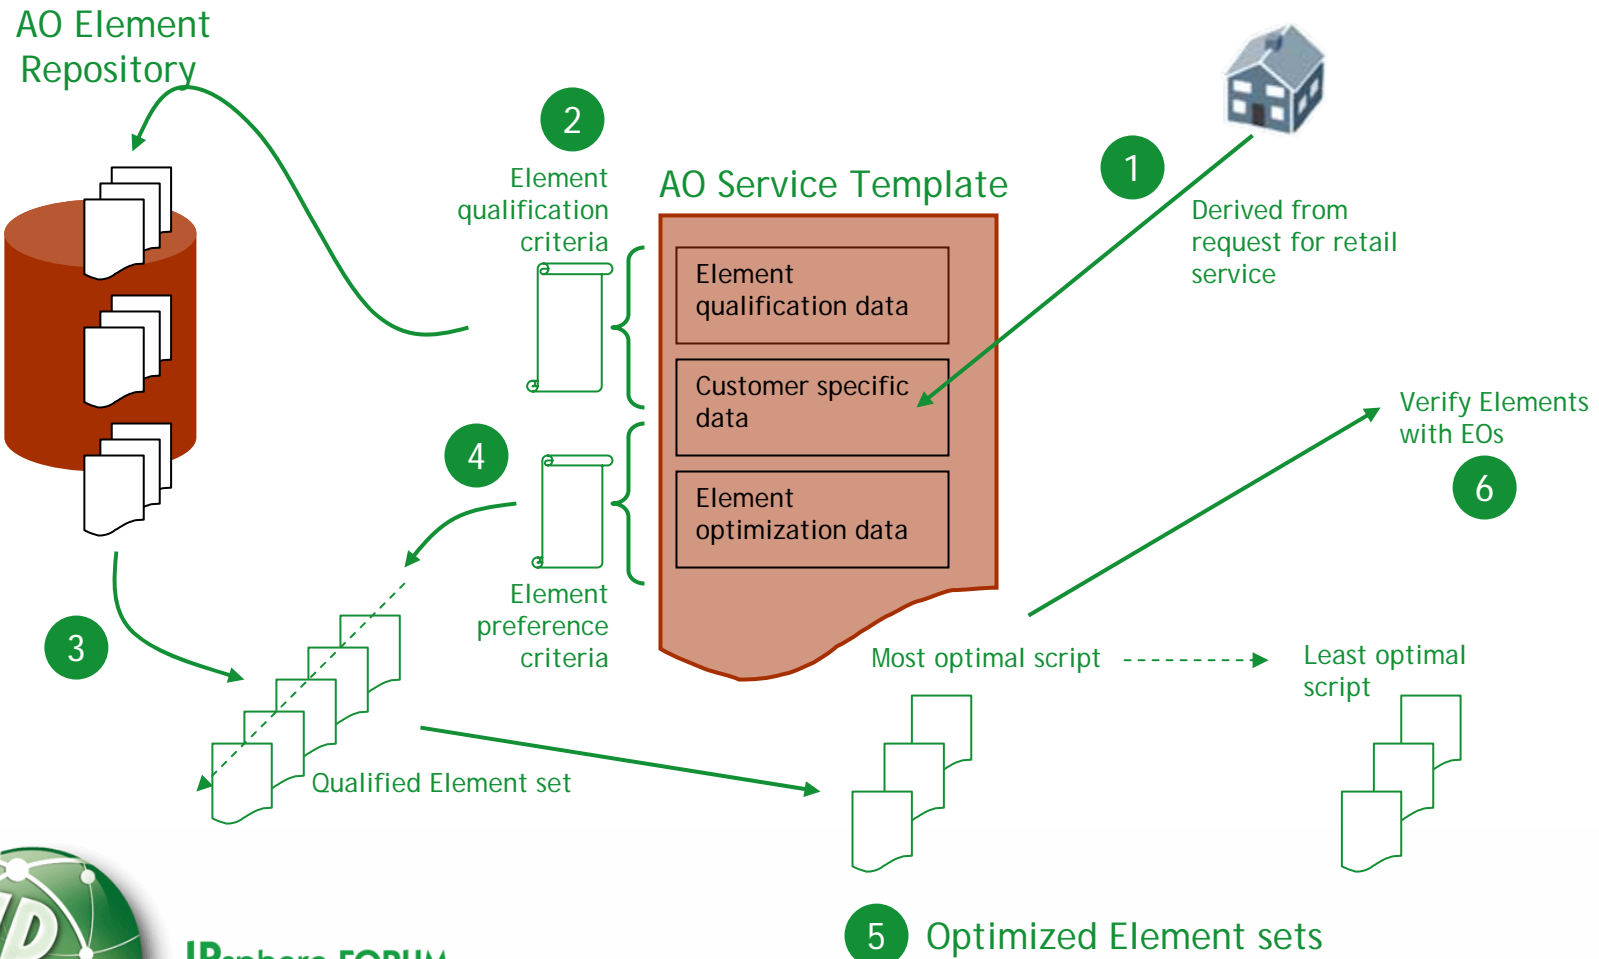 AO Element
Repository
2
Element
qualification
criteria
AO Service Template
1
Derived from
request for retail
service
Element
qualification data
Customer specific
data
Element
optimization data
4
Element
preference
criteria
3
Qualified Element set
Verify Elements
with EOs
6
Most optimal script
Least optimal
script
5 Optimized Element sets
IPsphere FORUM